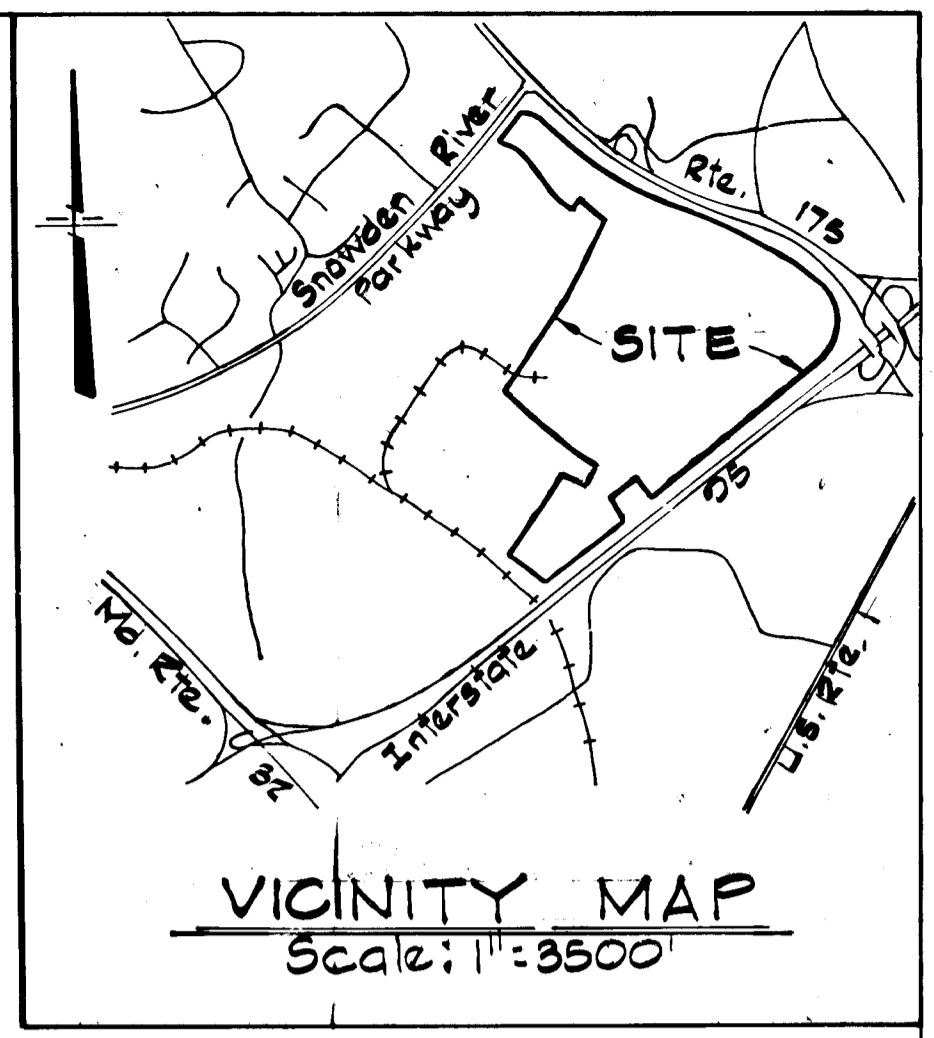 Snowden River
Parkway
Rte. 175
SITE
Interstate 95
Md. Rte. 32
U.S. Rte. 1
VICINITY MAP
Scale: 1"=3500'